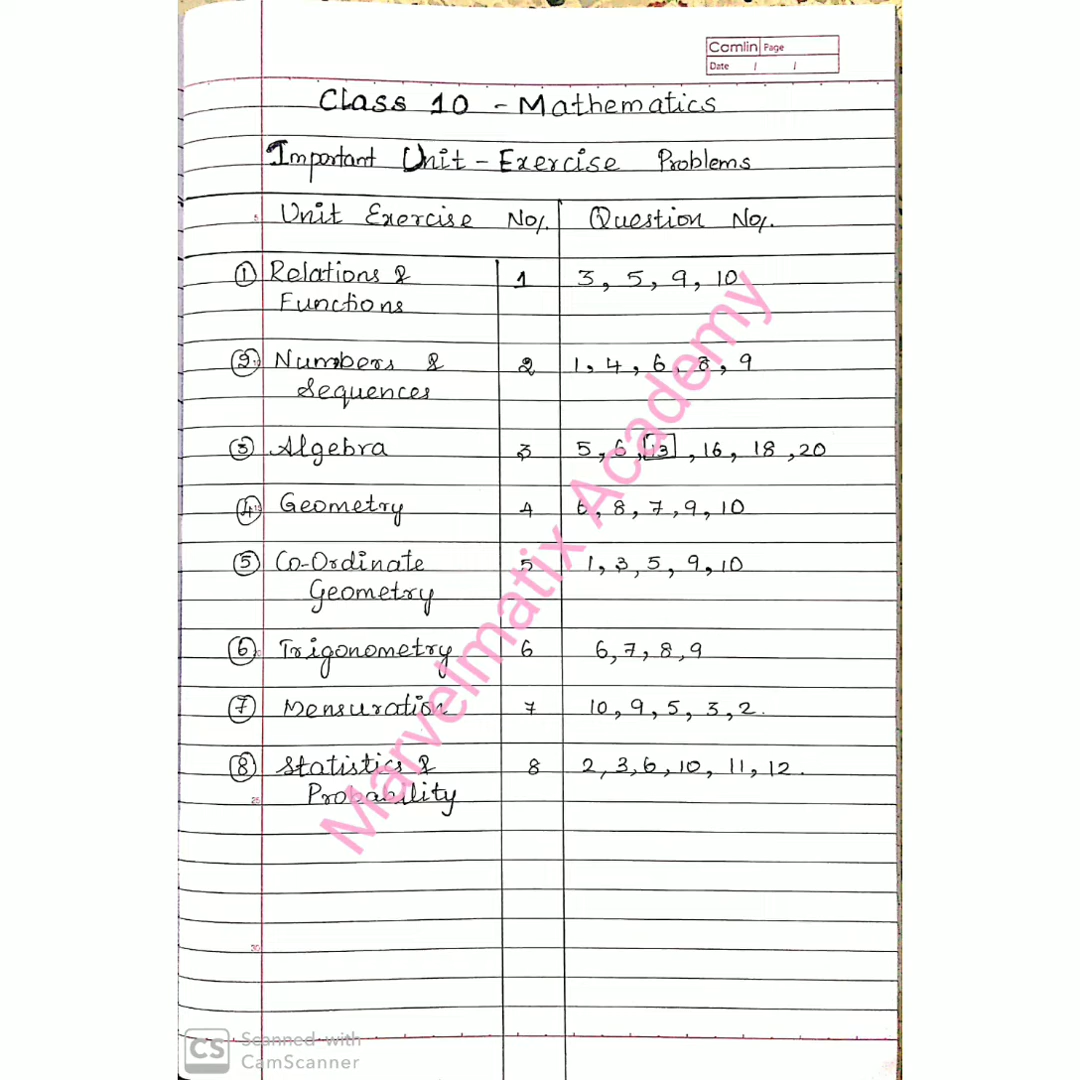 Camlin Page
Date / /
Class 10 - Mathematics
Important Unit - Exercise Problems
Unit Exercise No/. Question No/.
① Relations & 1 3, 5, 9, 10
Functions
② Numbers & 2 1, 4, 6, 8, 9
Sequences
③ Algebra 3 5, 6, 13, 16, 18, 20
④ Geometry 4 6, 8, 7, 9, 10
⑤ Co-Ordinate 5 1, 3, 5, 9, 10
Geometry
⑥ Trigonometry 6 6, 7, 8, 9
⑦ Mensuration 7 10, 9, 5, 3, 2.
⑧ Statistics & 8 2, 3, 6, 10, 11, 12.
25 Probability
30
Marvelmatix Academy
CS Scanned with
CamScanner